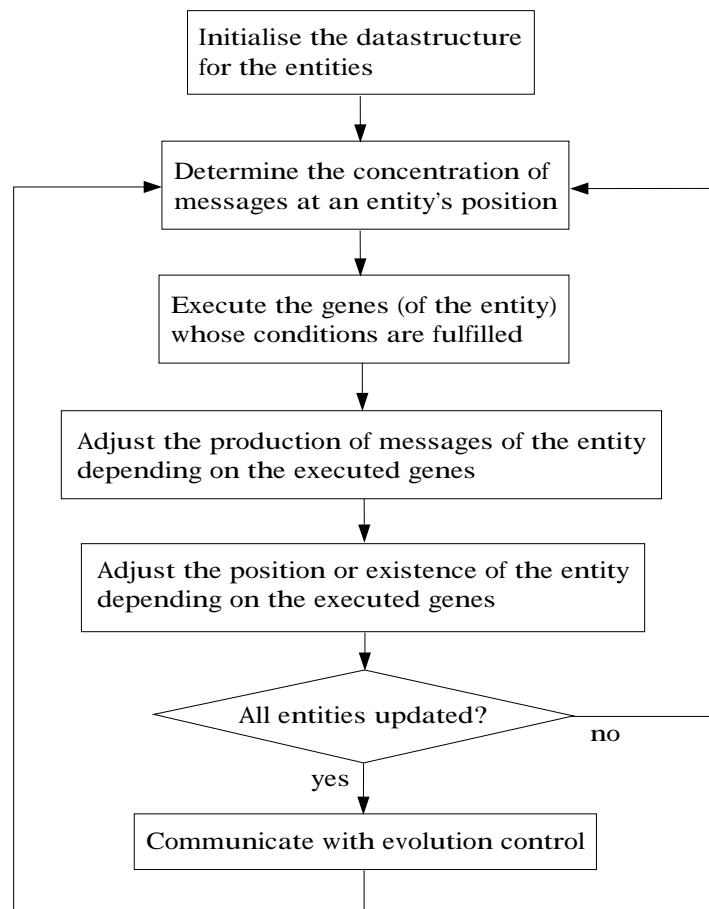 Initialise the datastructure
for the entities
Determine the concentration of
messages at an entity's position
Execute the genes (of the entity)
whose conditions are fulfilled
Adjust the production of messages of the entity
depending on the executed genes
Adjust the position or existence of the entity
depending on the executed genes
All entities updated?
no
yes
Communicate with evolution control